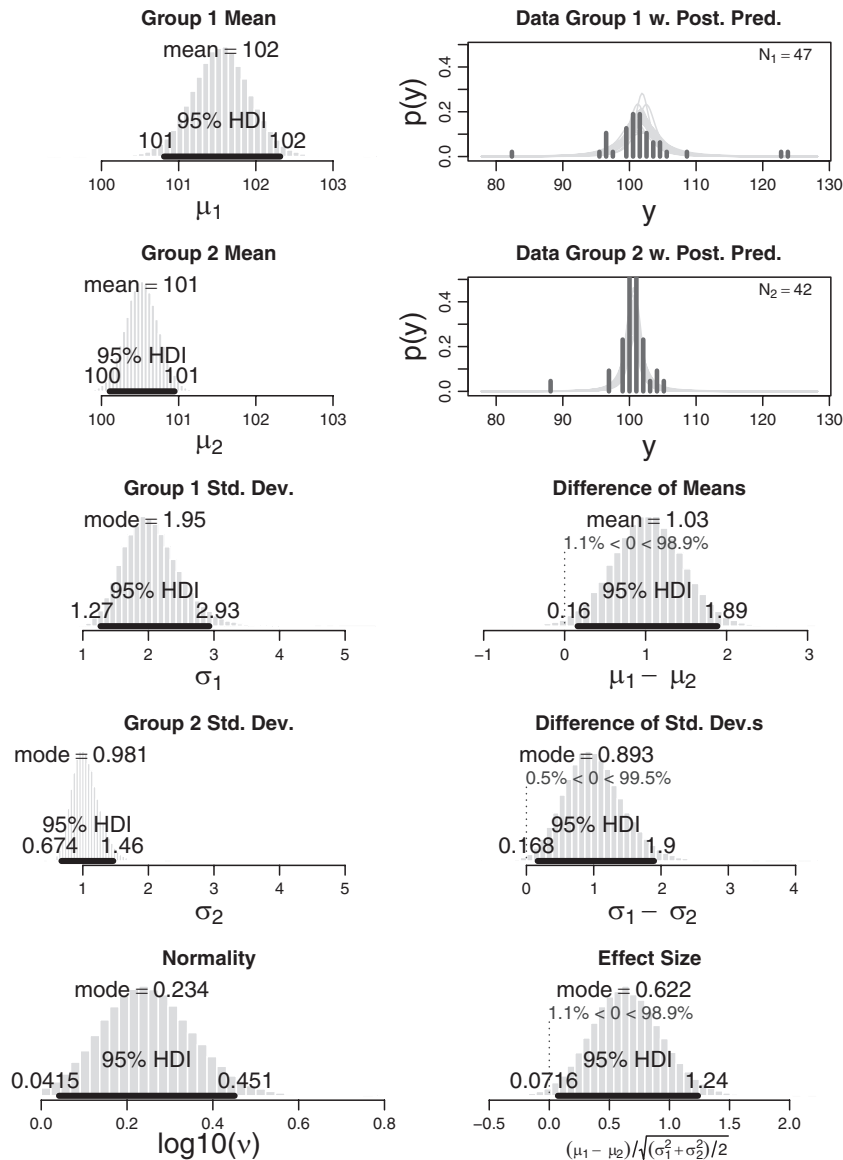 Group 1 Mean
mean = 102
95% HDI
101 102
100 101 102 103
μ1
Data Group 1 w. Post. Pred.
N1 = 47
p(y)
0.0 0.2 0.4
80 90 100 110 120 130
y
Group 2 Mean
mean = 101
95% HDI
100 101
100 101 102 103
μ2
Data Group 2 w. Post. Pred.
N2 = 42
p(y)
0.0 0.2 0.4
80 90 100 110 120 130
y
Group 1 Std. Dev.
mode = 1.95
95% HDI
1.27 2.93
1 2 3 4 5
σ1
Difference of Means
mean = 1.03
1.1% < 0 < 98.9%
95% HDI
0.16 1.89
−1 0 1 2 3
μ1 − μ2
Group 2 Std. Dev.
mode = 0.981
95% HDI
0.674 1.46
1 2 3 4 5
σ2
Difference of Std. Dev.s
mode = 0.893
0.5% < 0 < 99.5%
95% HDI
0.168 1.9
0 1 2 3 4
σ1 − σ2
Normality
mode = 0.234
95% HDI
0.0415 0.451
0.0 0.2 0.4 0.6 0.8
log10(ν)
Effect Size
mode = 0.622
1.1% < 0 < 98.9%
95% HDI
0.0716 1.24
−0.5 0.0 0.5 1.0 1.5 2.0
(μ1 − μ2)/√(σ1²+σ2²)/2